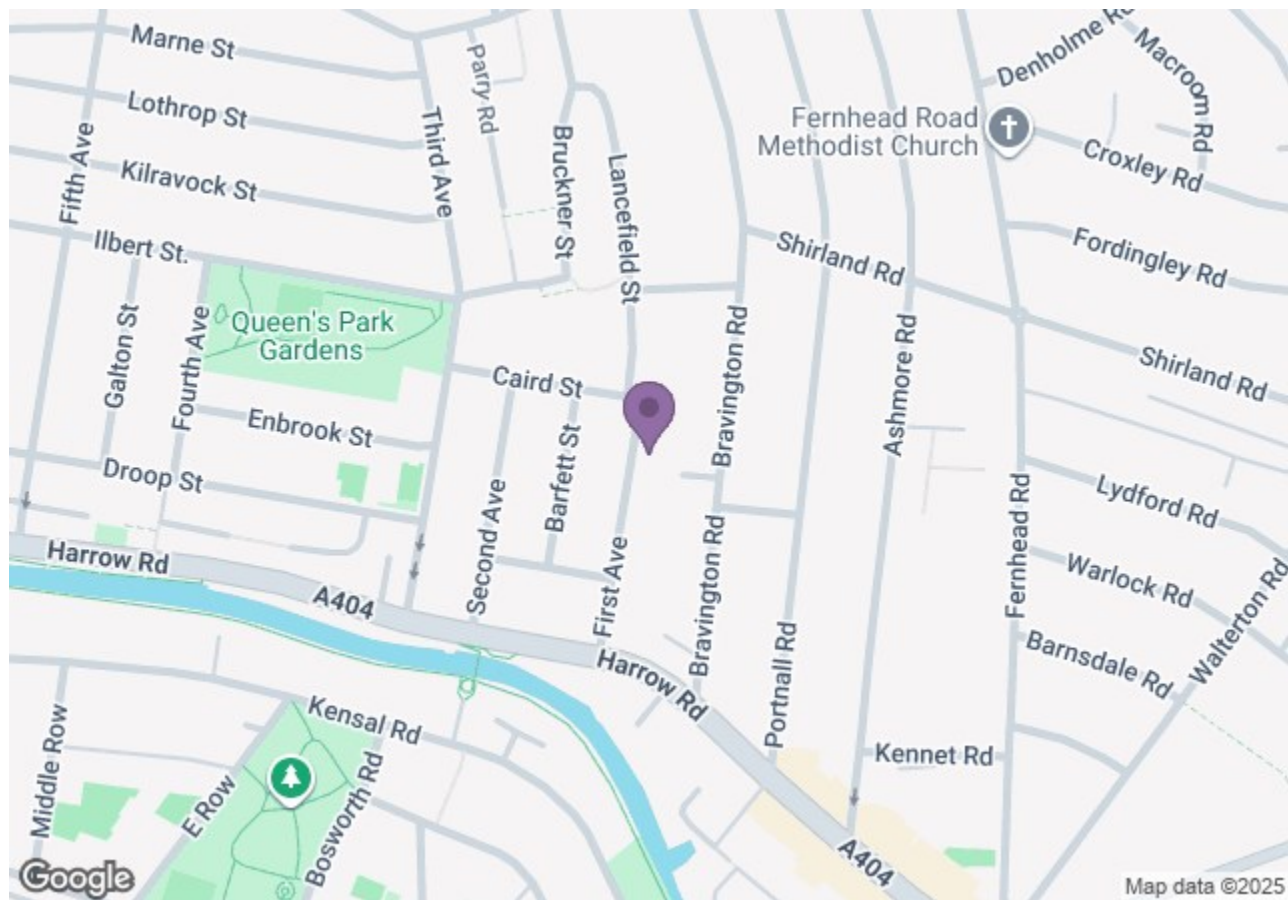 Marne St
Lothrop St
Kilravock St
Ilbert St.
Fifth Ave
Third Ave
Parry Rd
Bruckner St
Lancefield St
Denholme Rd
Macroom Rd
Fernhead Road
Methodist Church
Croxley Rd
Fordingley Rd
Shirland Rd
Shirland Rd
Queen's Park
Gardens
Galton St
Fourth Ave
Enbrook St
Droop St
Caird St
Barfett St
Second Ave
First Ave
Bravington Rd
Bravington Rd
Ashmore Rd
Portnall Rd
Fernhead Rd
Lydford Rd
Warlock Rd
Barnsdale Rd
Walterton Rd
Harrow Rd
A404
Harrow Rd
Kensal Rd
Middle Row
E Row
Bosworth Rd
Kennet Rd
A404
Google
Map data ©2025